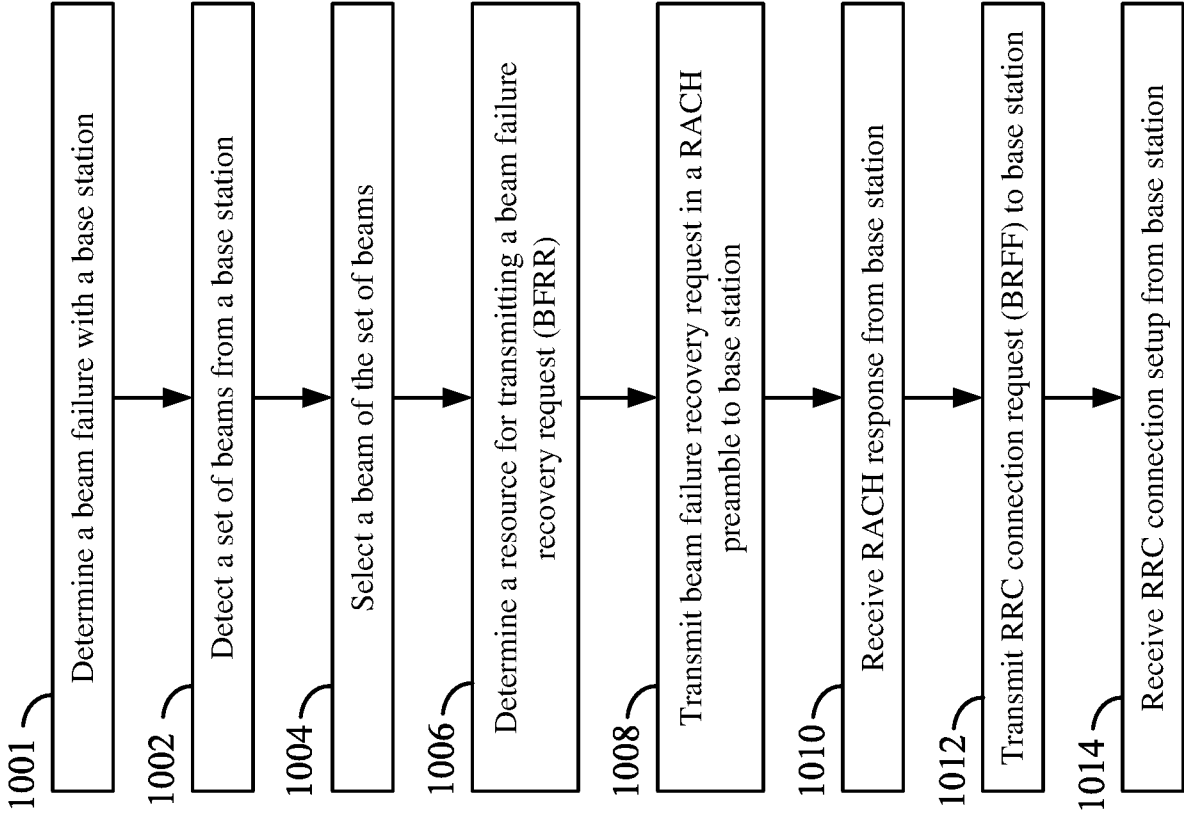 1001
Determine a beam failure with a base station
1002
Detect a set of beams from a base station
1004
Select a beam of the set of beams
1006
Determine a resource for transmitting a beam failure
recovery request (BFRR)
1008
Transmit beam failure recovery request in a RACH
preamble to base station
1010
Receive RACH response from base station
1012
Transmit RRC connection request (BRFF) to base station
1014
Receive RRC connection setup from base station